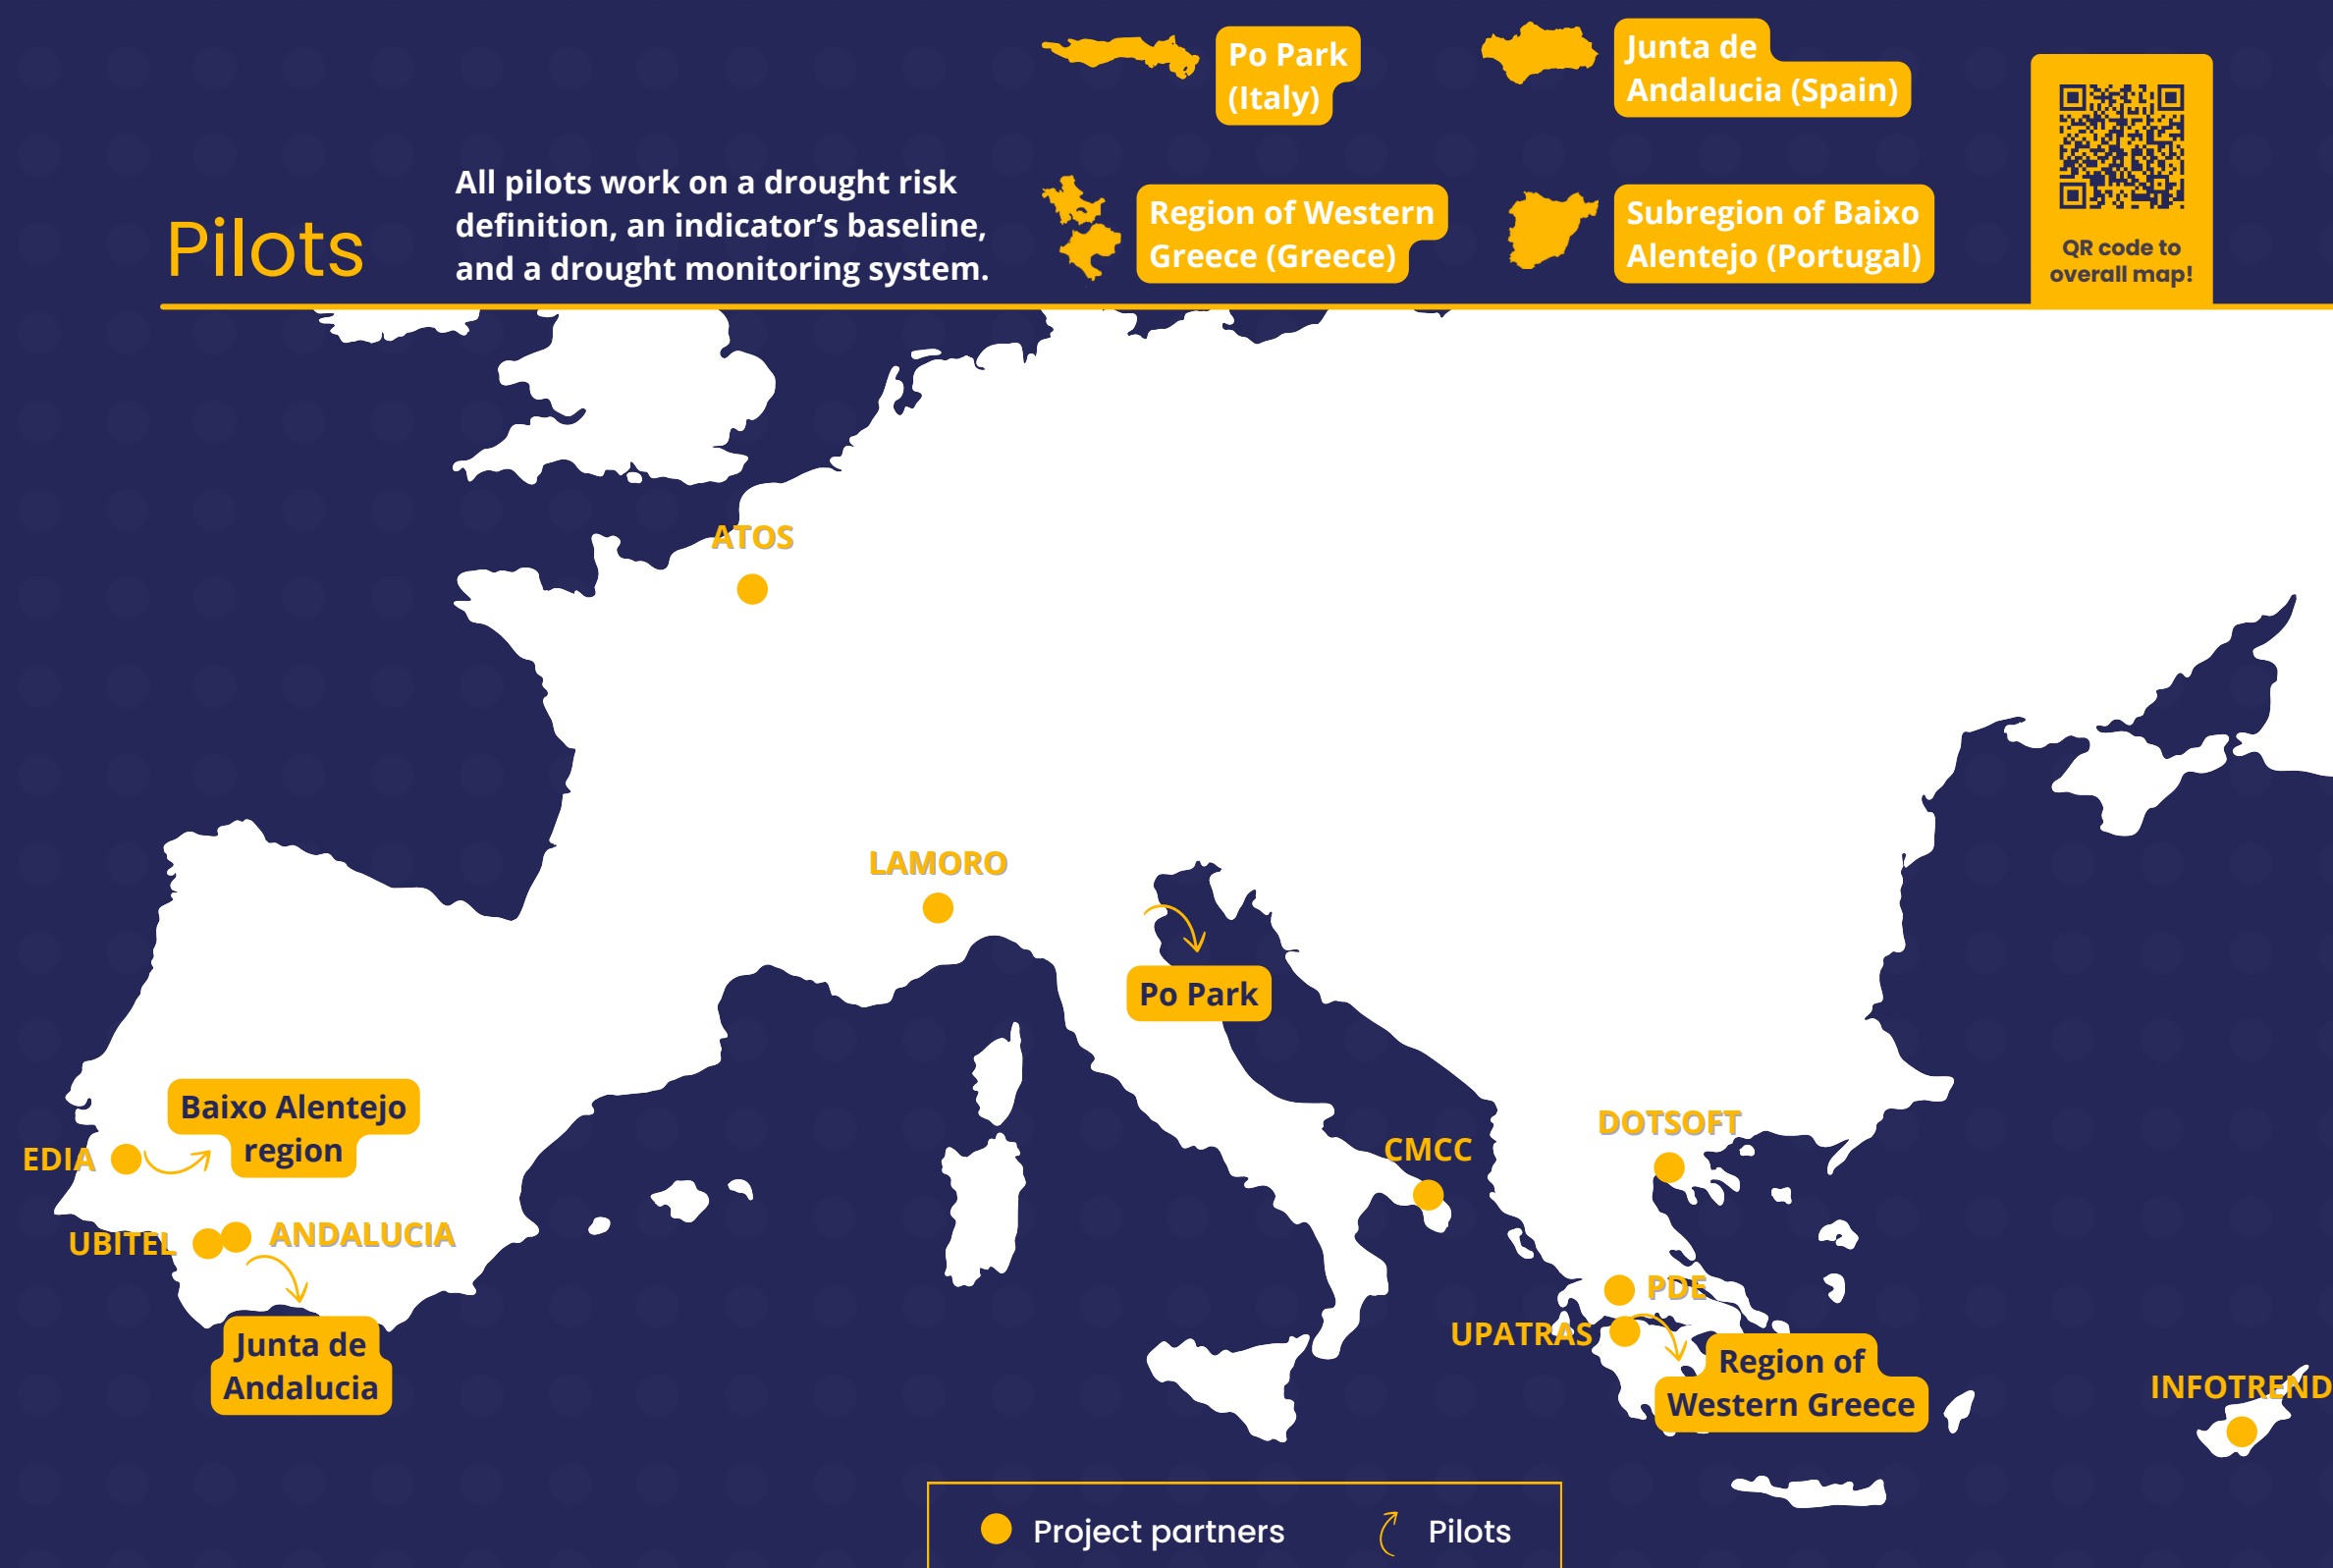 Po Park
(Italy)
Junta de
Andalucia (Spain)
Pilots
All pilots work on a drought risk
definition, an indicator’s baseline,
and a drought monitoring system.
Region of Western
Greece (Greece)
Subregion of Baixo
Alentejo (Portugal)
QR code to
overall map!
ATOS
LAMORO
Po Park
Baixo Alentejo
region
EDIA
UBITEL
ANDALUCIA
Junta de
Andalucia
CMCC
DOTSOFT
PDE
UPATRAS
Region of
Western Greece
INFOTREND
Project partners
Pilots